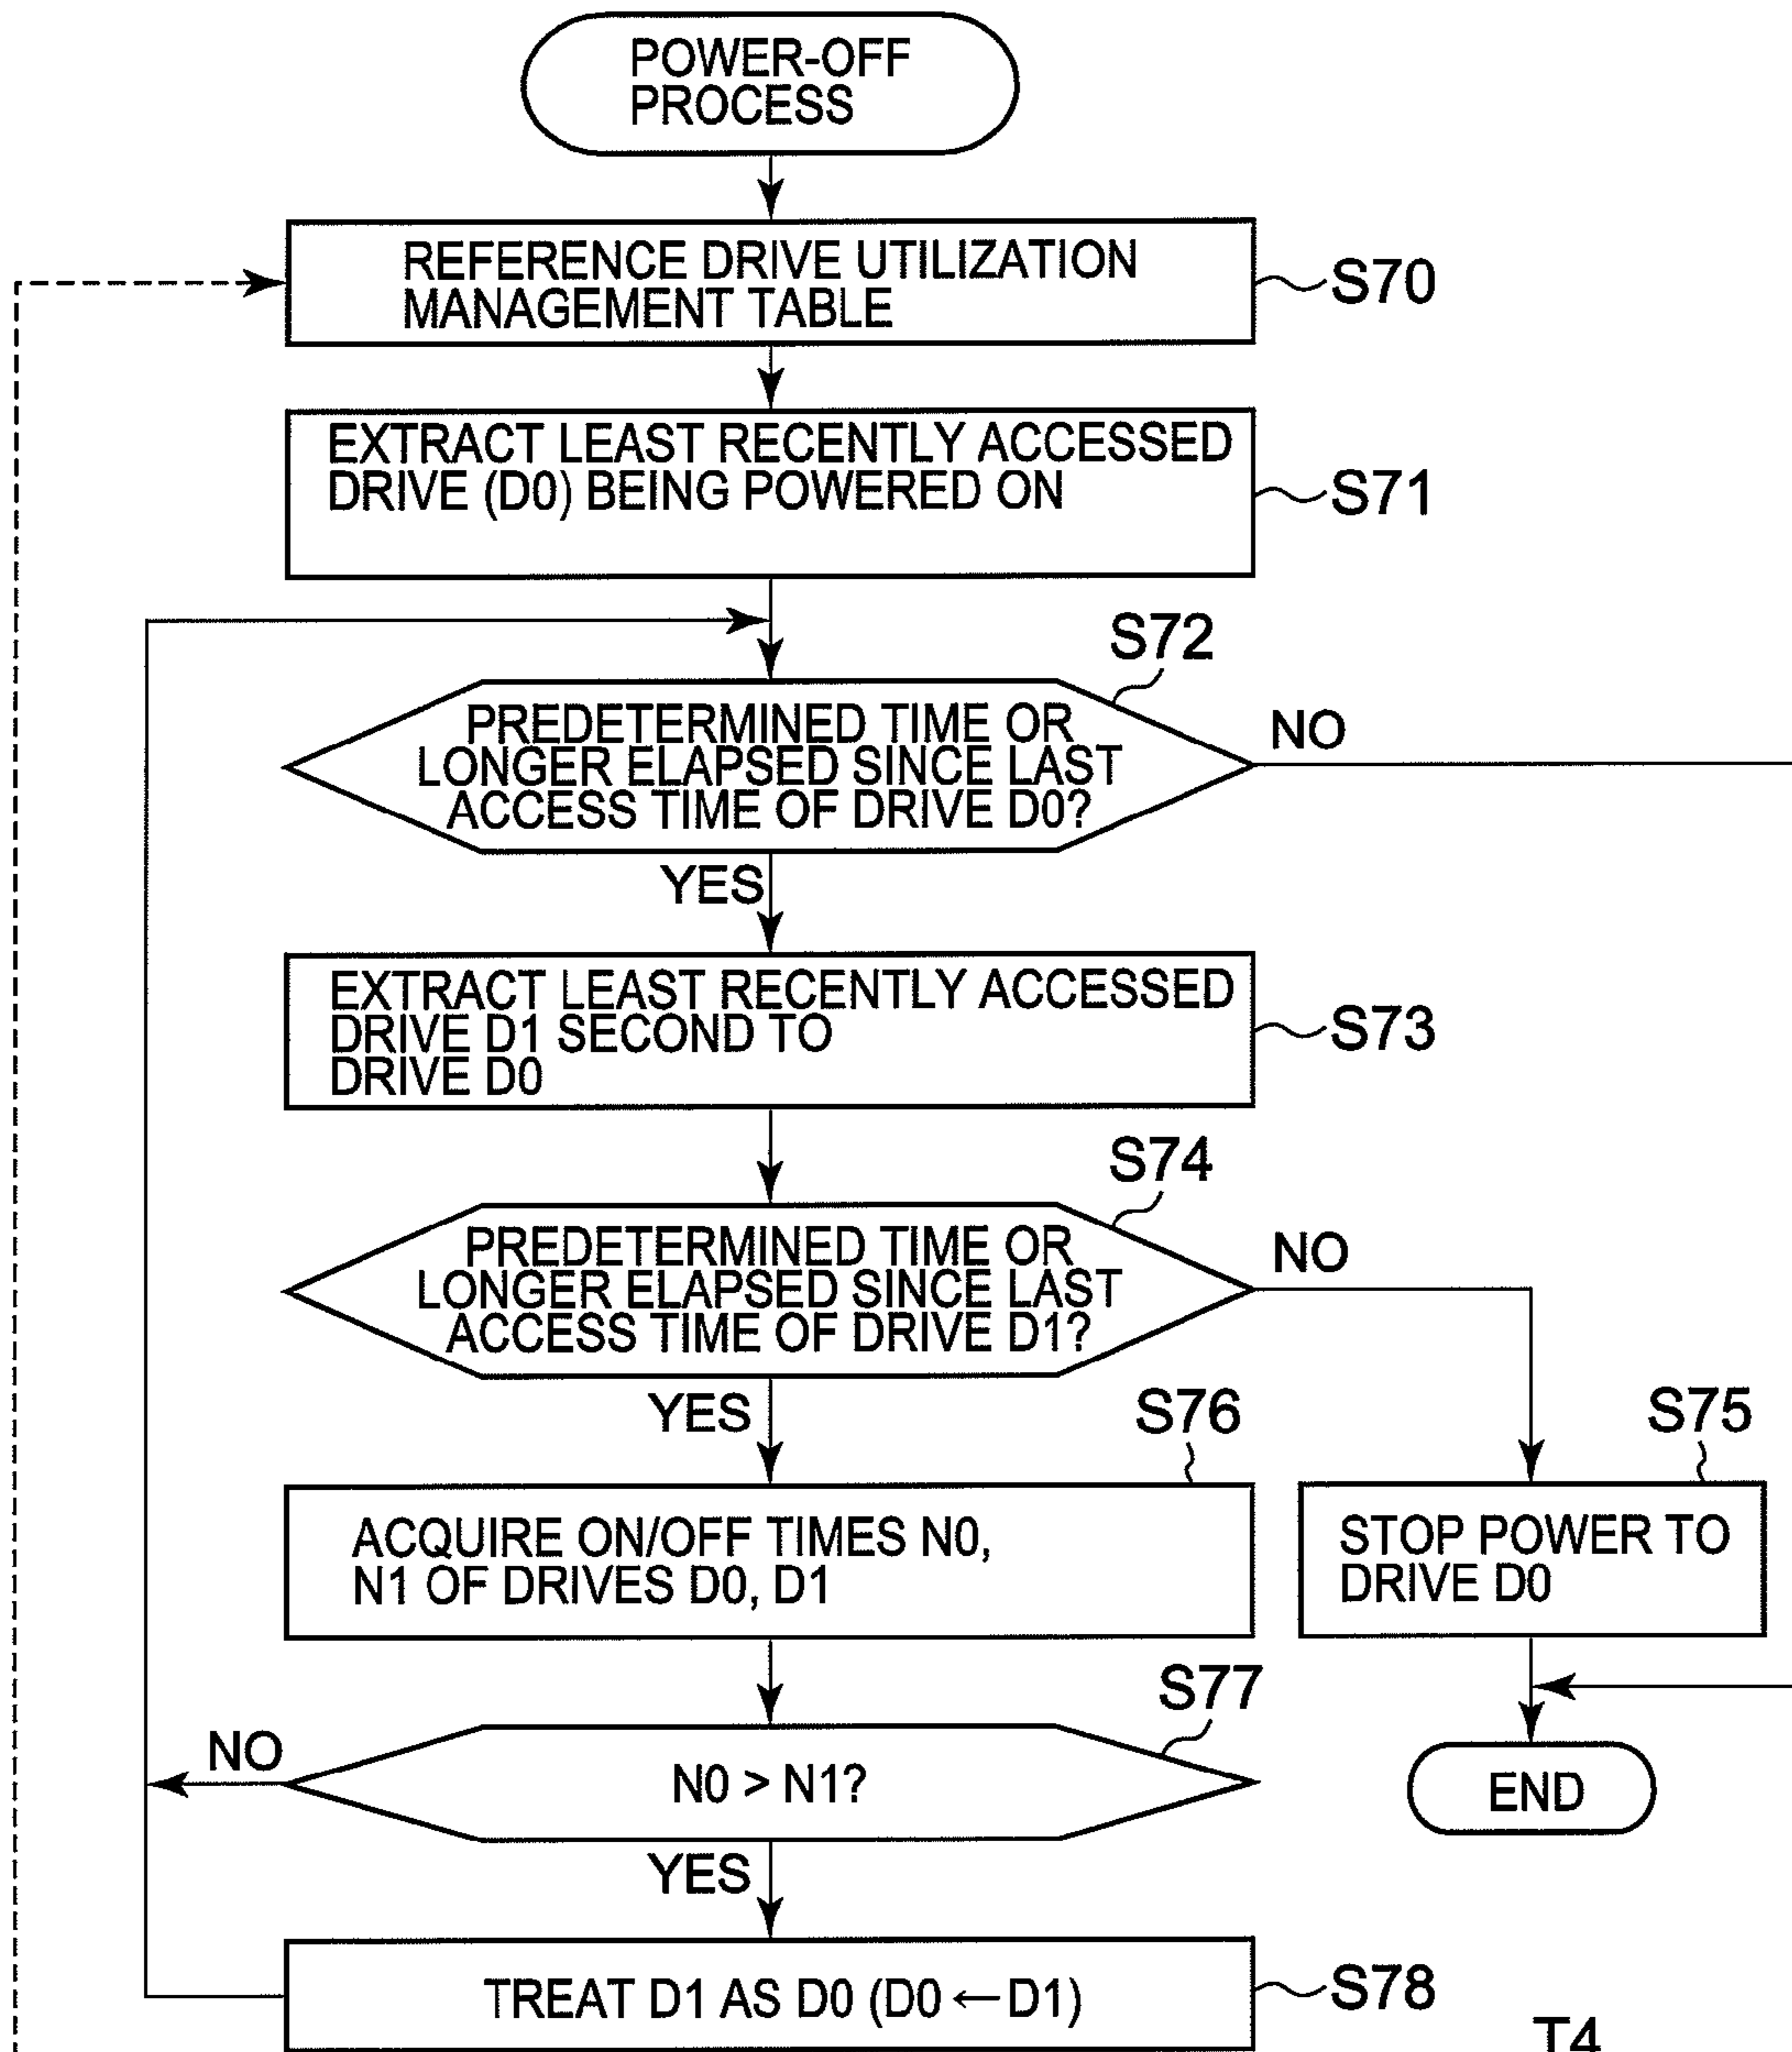 POWER-OFF
PROCESS
REFERENCE DRIVE UTILIZATION
MANAGEMENT TABLE
S70
EXTRACT LEAST RECENTLY ACCESSED
DRIVE (D0) BEING POWERED ON
S71
S72
PREDETERMINED TIME OR
LONGER ELAPSED SINCE LAST
ACCESS TIME OF DRIVE D0?
NO
YES
EXTRACT LEAST RECENTLY ACCESSED
DRIVE D1 SECOND TO
DRIVE D0
S73
S74
PREDETERMINED TIME OR
LONGER ELAPSED SINCE LAST
ACCESS TIME OF DRIVE D1?
NO
YES
S76
S75
ACQUIRE ON/OFF TIMES N0,
N1 OF DRIVES D0, D1
STOP POWER TO
DRIVE D0
S77
NO
N0 > N1?
END
YES
TREAT D1 AS D0 (D0 ← D1)
S78
T4